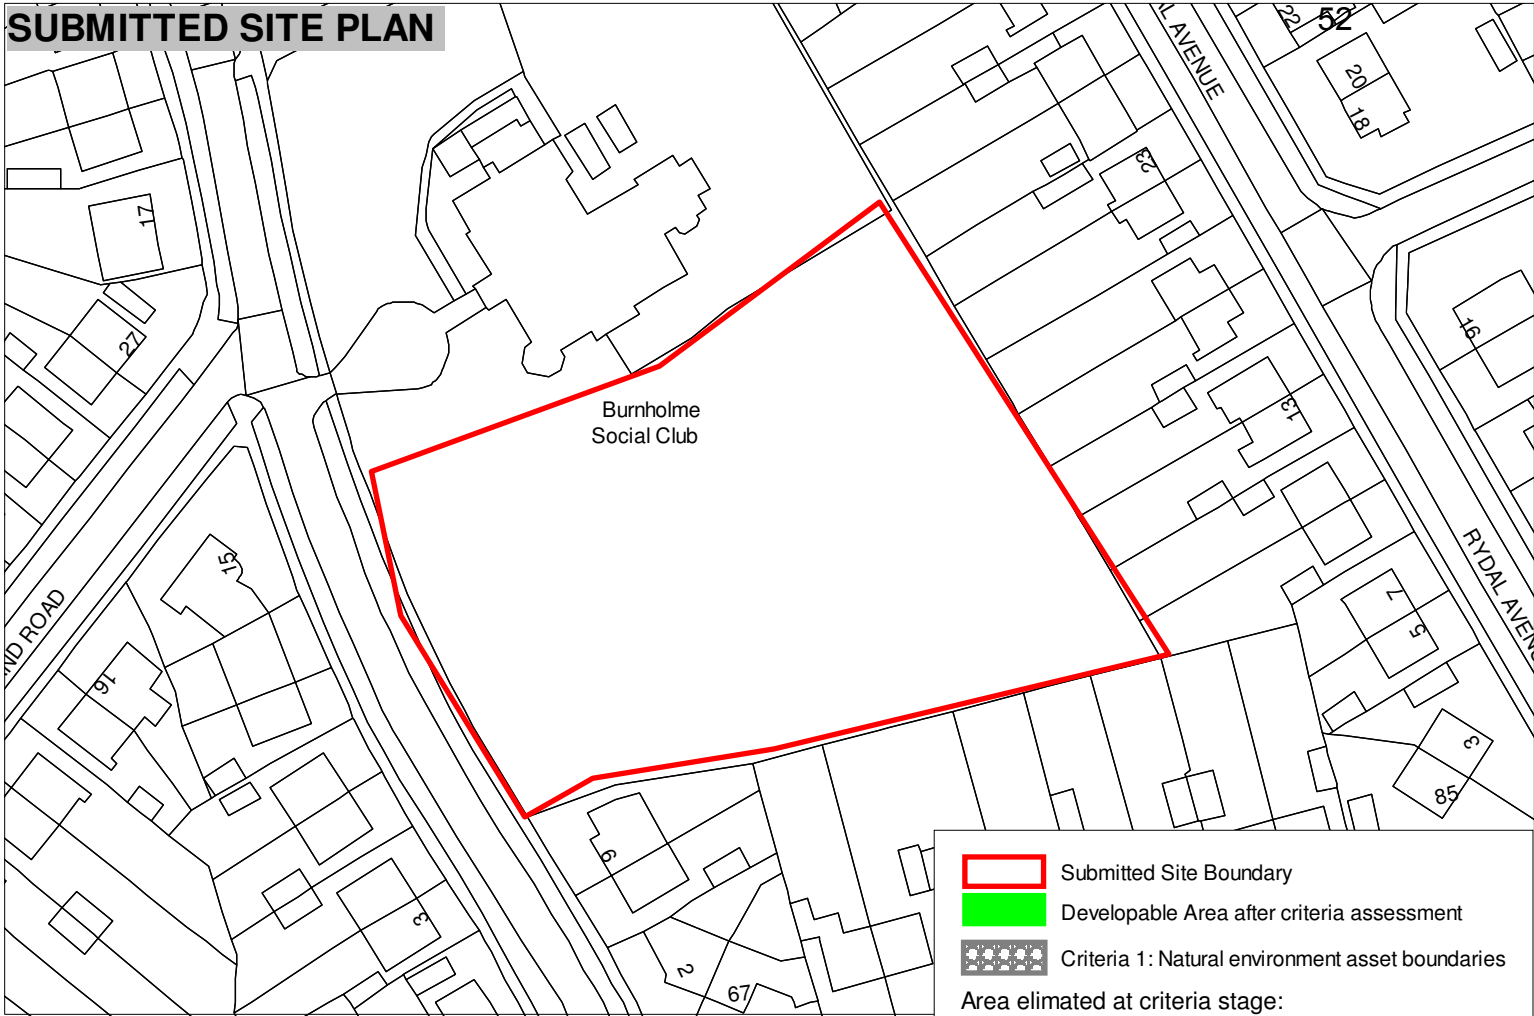 SUBMITTED SITE PLAN
52
22
AL AVENUE
20
18
23
17
27
16
13
Burnholme
Social Club
15
ND ROAD
RYDAL AVENU
7
5
16
3
85
9
3
2
67
Submitted Site Boundary
Developable Area after criteria assessment
Criteria 1: Natural environment asset boundaries
Area elimated at criteria stage: